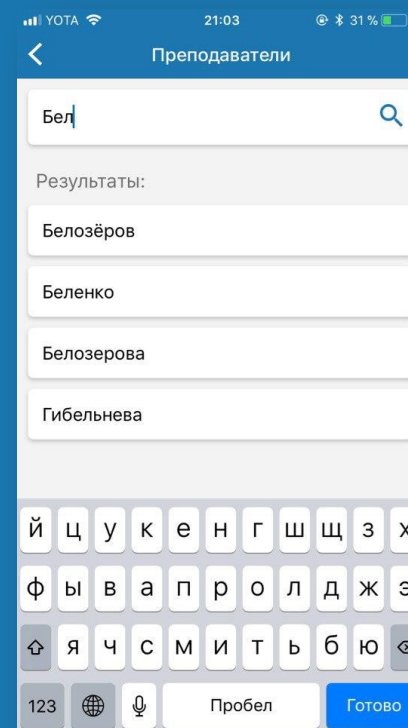 YOTA 21:03 31 %
Преподаватели
Бел
Результаты:
Белозёров
Беленко
Белозерова
Гибельнева
й ц у к е н г ш щ з х
ф ы в а п р о л д ж э
я ч с м и т ь б ю
123 Пробел Готово